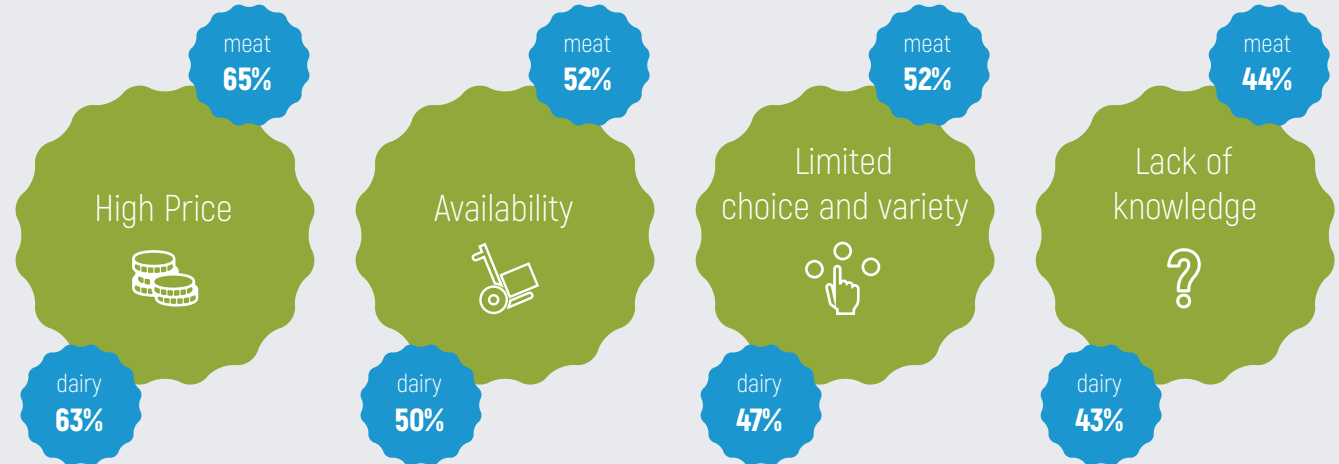 meat
65%
High Price
dairy
63%
meat
52%
Availability
dairy
50%
meat
52%
Limited
choice and variety
dairy
47%
meat
44%
Lack of
knowledge
?
dairy
43%